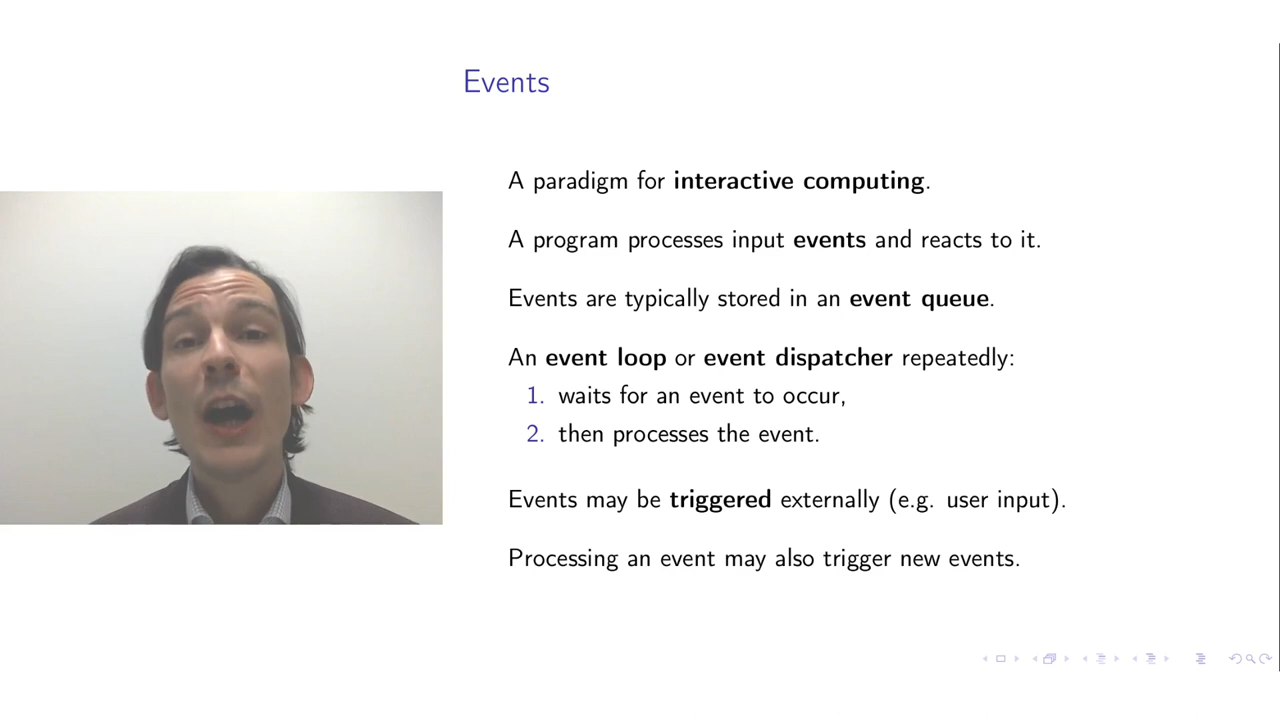 Events
A paradigm for interactive computing.
A program processes input events and reacts to it.
Events are typically stored in an event queue.
An event loop or event dispatcher repeatedly:
1. waits for an event to occur,
2. then processes the event.
Events may be triggered externally (e.g. user input).
Processing an event may also trigger new events.